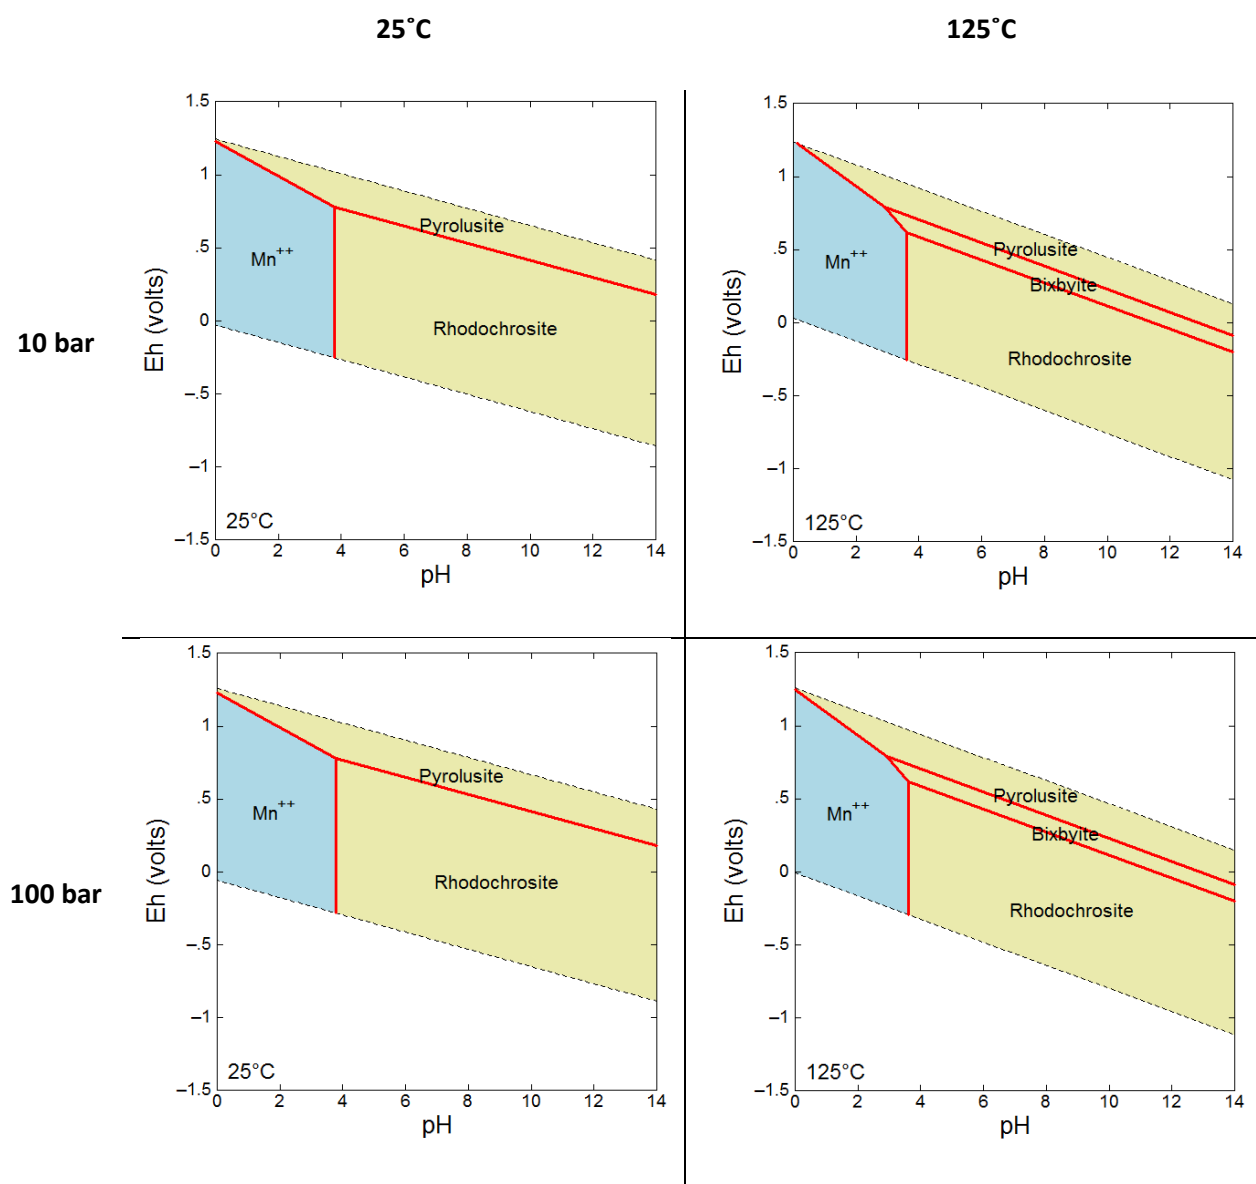 25˚C
125˚C
10 bar
1.5
1
.5
0
–.5
–1
–1.5
0 2 4 6 8 10 12 14
Eh (volts)
pH
Mn++
Pyrolusite
Rhodochrosite
25°C
1.5
1
.5
0
–.5
–1
–1.5
0 2 4 6 8 10 12 14
Eh (volts)
pH
Mn++
Pyrolusite
Bixbyite
Rhodochrosite
125°C
100 bar
1.5
1
.5
0
–.5
–1
–1.5
0 2 4 6 8 10 12 14
Eh (volts)
pH
Mn++
Pyrolusite
Rhodochrosite
25°C
1.5
1
.5
0
–.5
–1
–1.5
0 2 4 6 8 10 12 14
Eh (volts)
pH
Mn++
Pyrolusite
Bixbyite
Rhodochrosite
125°C